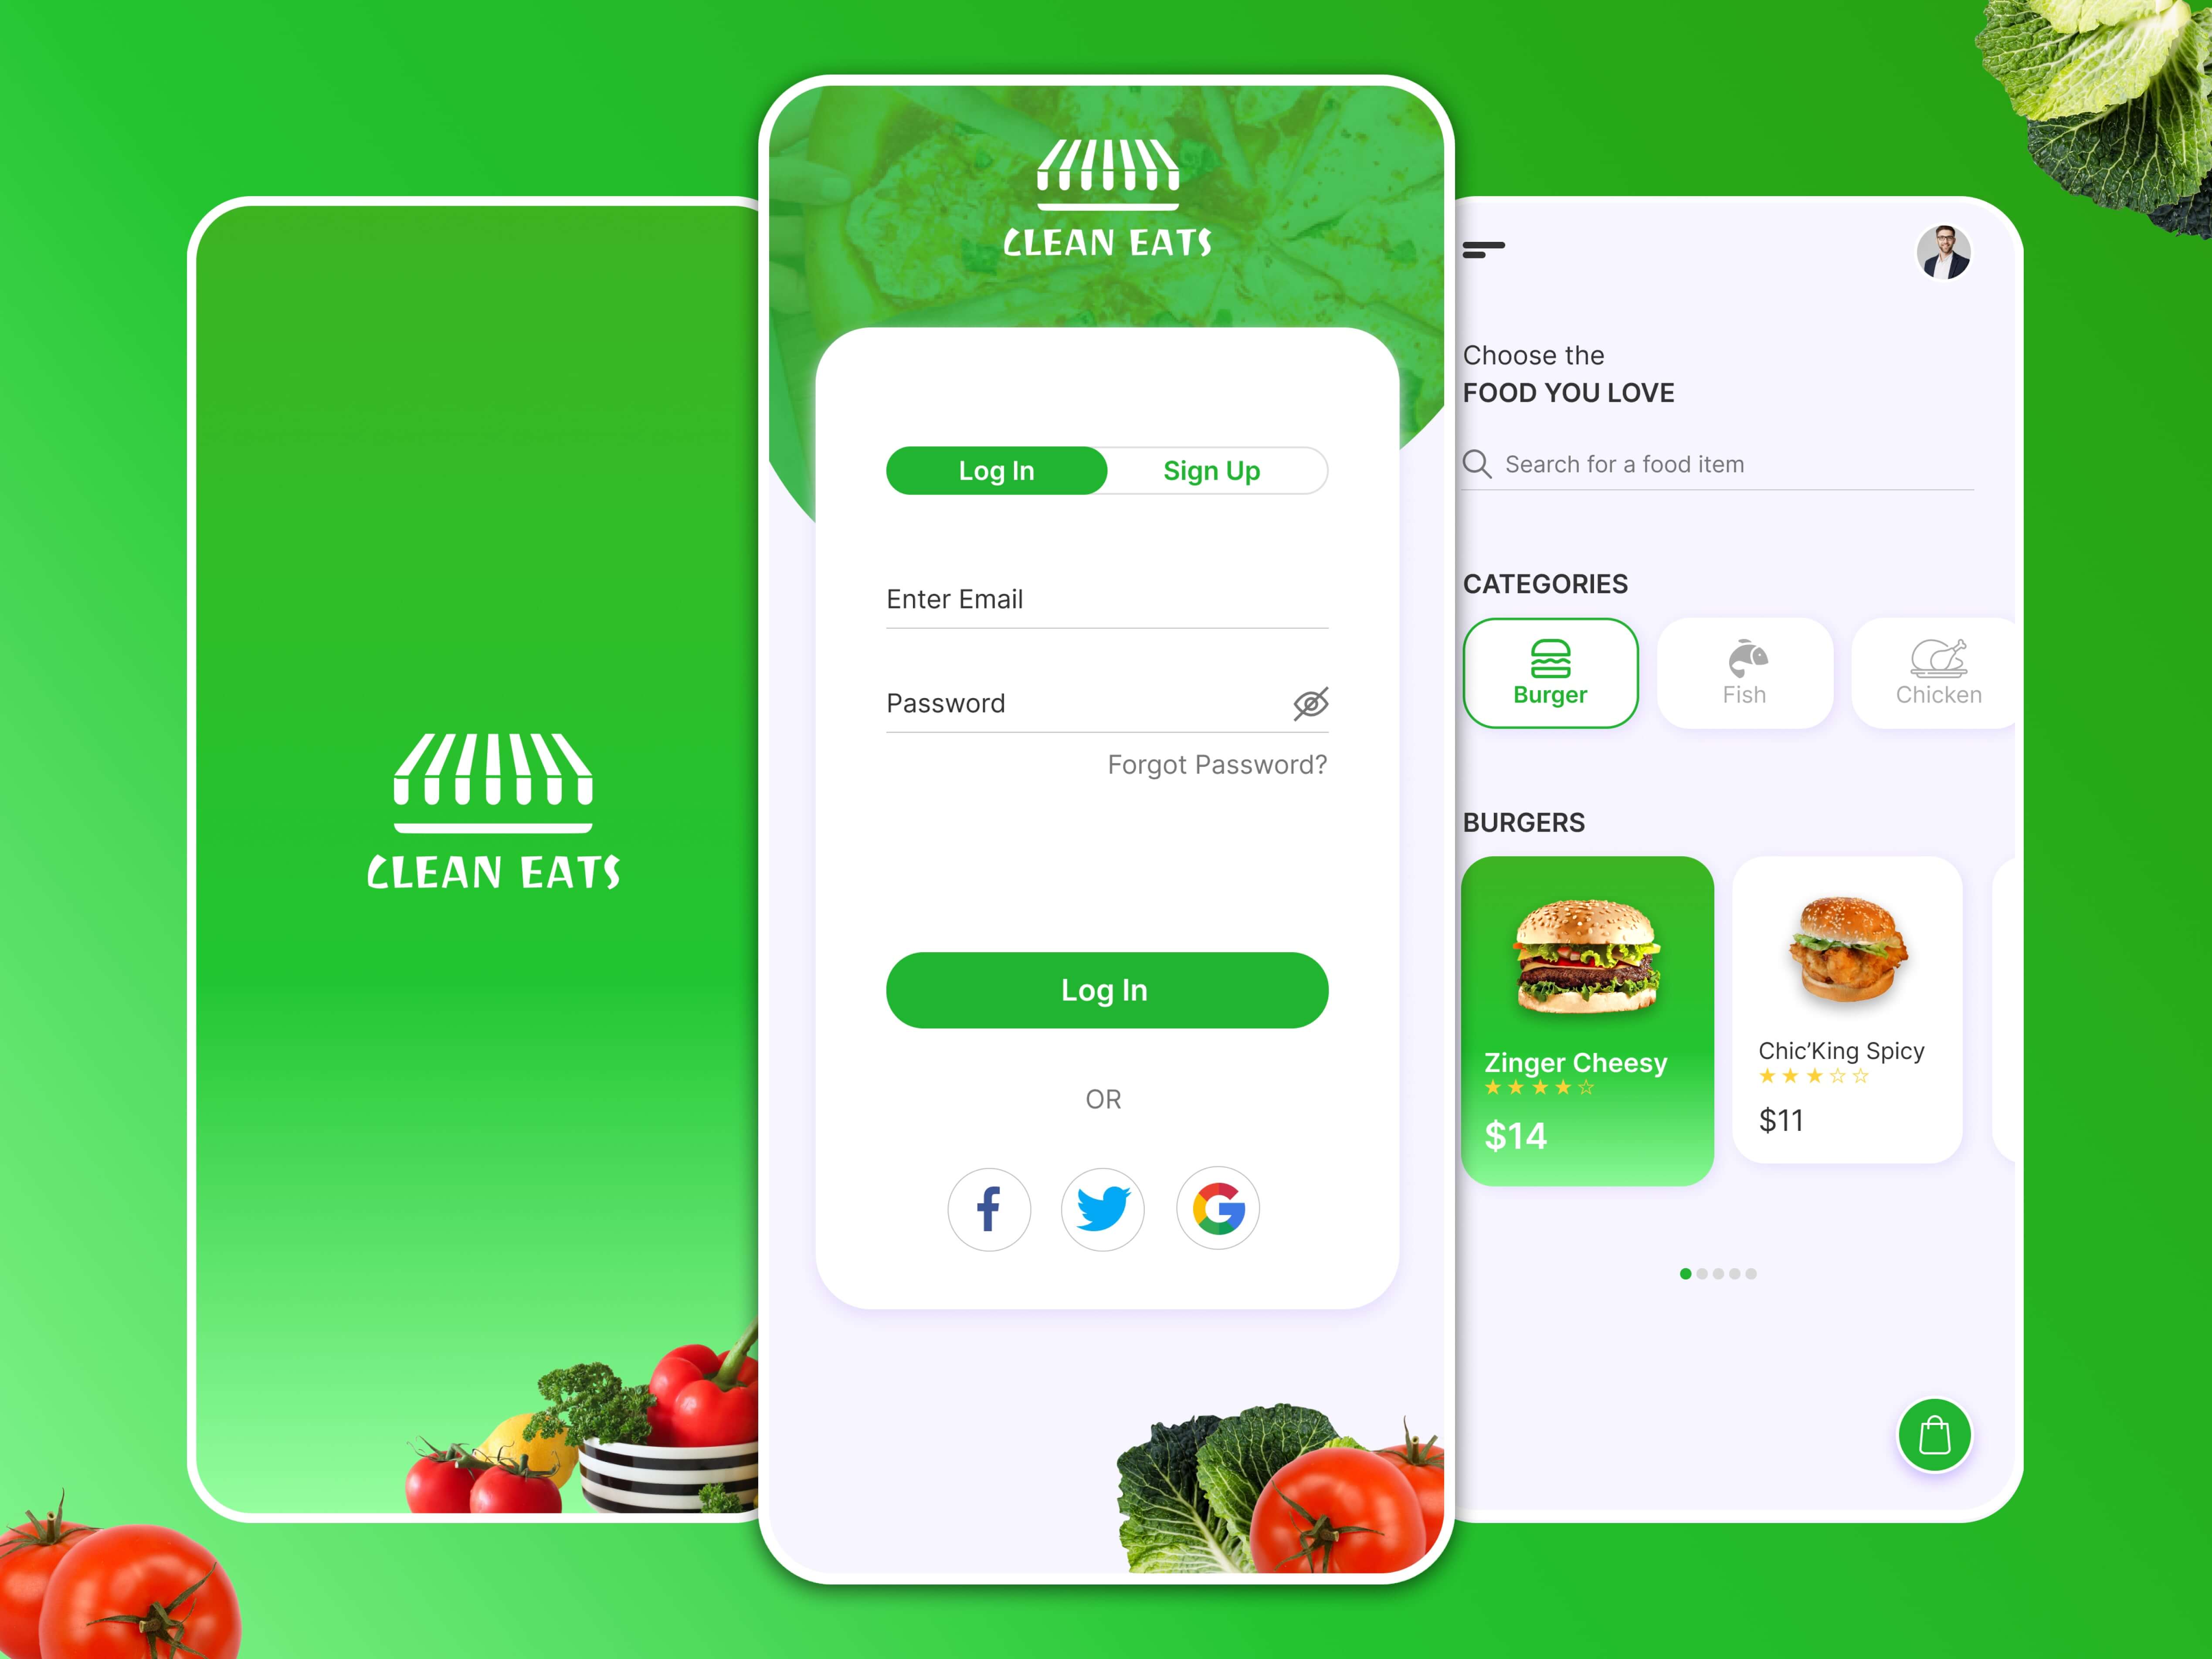 CLEAN EATS
CLEAN EATS
Log In
Sign Up
Enter Email
Password
Forgot Password?
Log In
OR
Choose the
FOOD YOU LOVE
Search for a food item
CATEGORIES
Burger
Fish
Chicken
BURGERS
Zinger Cheesy
$14
Chic’King Spicy
$11